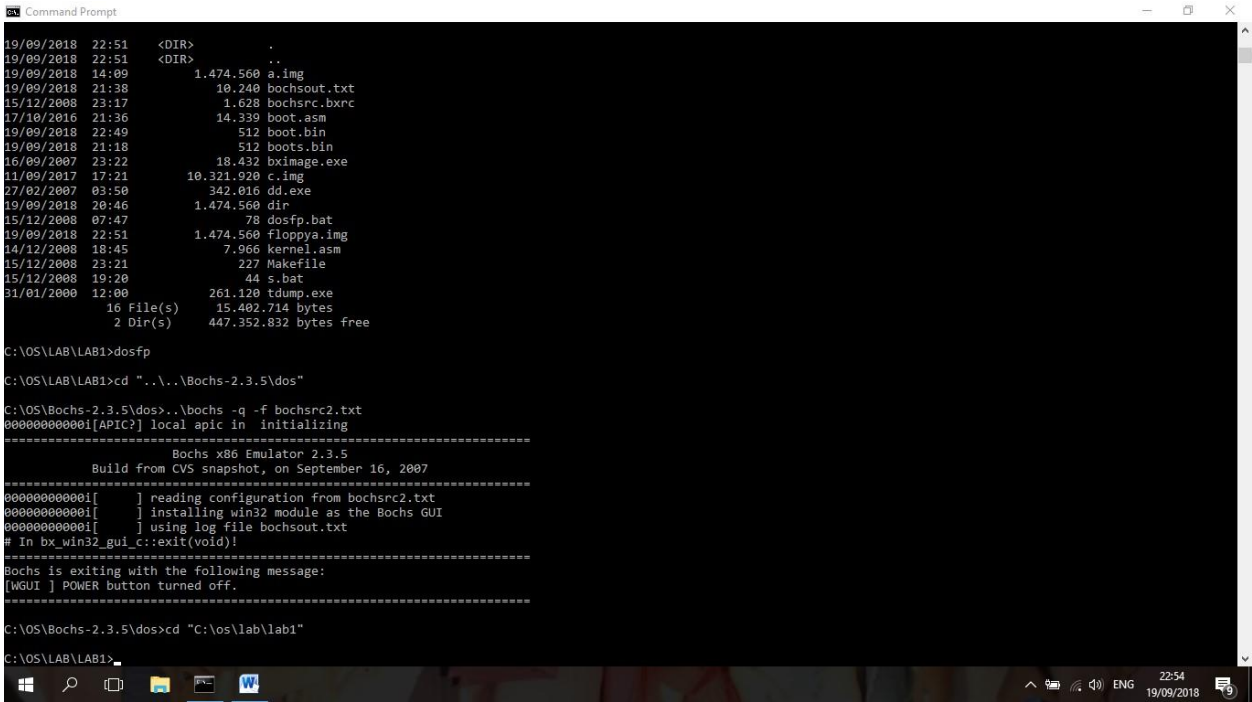 Command Prompt
19/09/2018  22:51    <DIR>          .
19/09/2018  22:51    <DIR>          ..
19/09/2018  14:09         1.474.560 a.img
19/09/2018  21:38            10.240 bochsout.txt
15/12/2008  23:17             1.628 bochsrc.bxrc
17/10/2016  21:36            14.339 boot.asm
19/09/2018  22:49               512 boot.bin
19/09/2018  21:18               512 boots.bin
16/09/2007  23:22            18.432 bximage.exe
11/09/2017  17:21        10.321.920 c.img
27/02/2007  03:50           342.016 dd.exe
19/09/2018  20:46         1.474.560 dir
15/12/2008  07:47                78 dosfp.bat
19/09/2018  22:51         1.474.560 floppya.img
14/12/2008  18:45             7.966 kernel.asm
15/12/2008  23:21               227 Makefile
15/12/2008  19:20                44 s.bat
31/01/2000  12:00           261.120 tdump.exe
              16 File(s)     15.402.714 bytes
               2 Dir(s)     447.352.832 bytes free
C:\OS\LAB\LAB1>dosfp
C:\OS\LAB\LAB1>cd "..\..\Bochs-2.3.5\dos"
C:\OS\Bochs-2.3.5\dos>..\bochs -q -f bochsrc2.txt
00000000000i[APIC?] local apic in  initializing
========================================================================
                       Bochs x86 Emulator 2.3.5
            Build from CVS snapshot, on September 16, 2007
========================================================================
00000000000i[     ] reading configuration from bochsrc2.txt
00000000000i[     ] installing win32 module as the Bochs GUI
00000000000i[     ] using log file bochsout.txt
# In bx_win32_gui_c::exit(void)!
========================================================================
Bochs is exiting with the following message:
[WGUI ] POWER button turned off.
========================================================================
C:\OS\Bochs-2.3.5\dos>cd "C:\os\lab\lab1"
C:\OS\LAB\LAB1>_
ENG
22:54
19/09/2018
9